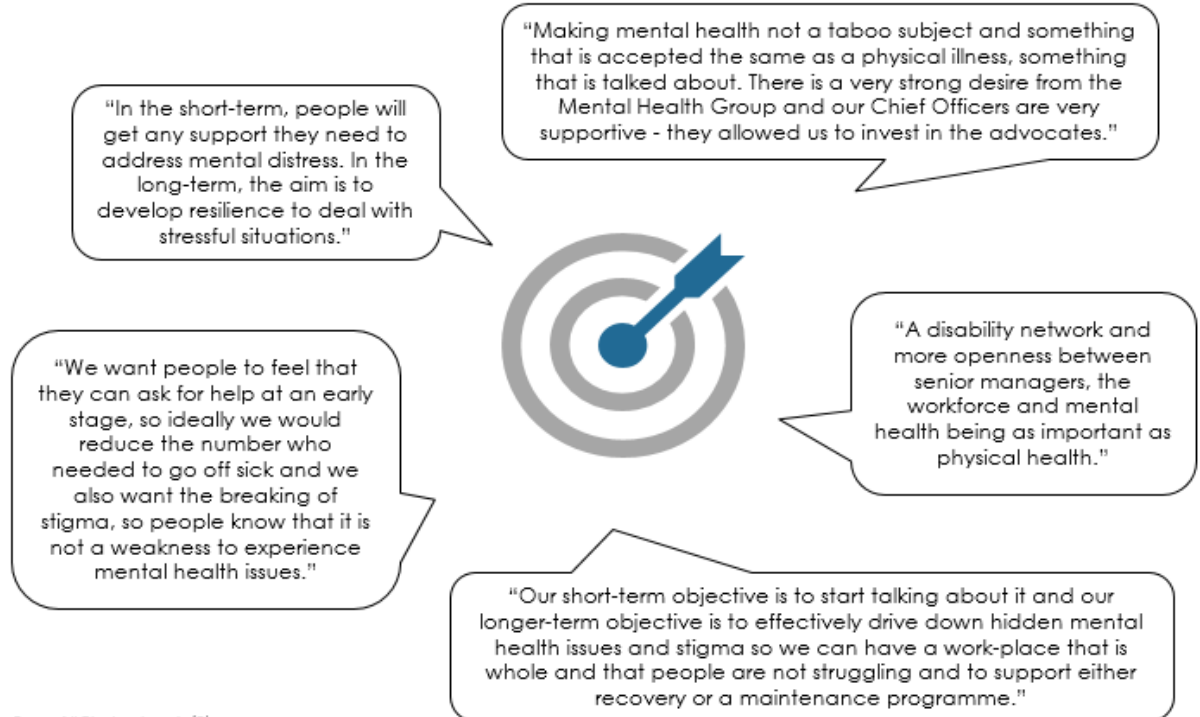 “Making mental health not a taboo subject and something
that is accepted the same as a physical illness, something
that is talked about. There is a very strong desire from the
Mental Health Group and our Chief Officers are very
supportive - they allowed us to invest in the advocates.”
“In the short-term, people will
get any support they need to
address mental distress. In the
long-term, the aim is to
develop resilience to deal with
stressful situations.”
“A disability network and
more openness between
senior managers, the
workforce and mental
health being as important as
physical health.”
“We want people to feel that
they can ask for help at an early
stage, so ideally we would
reduce the number who
needed to go off sick and we
also want the breaking of
stigma, so people know that it is
not a weakness to experience
mental health issues.”
“Our short-term objective is to start talking about it and our
longer-term objective is to effectively drive down hidden mental
health issues and stigma so we can have a work-place that is
whole and that people are not struggling and to support either
recovery or a maintenance programme.”